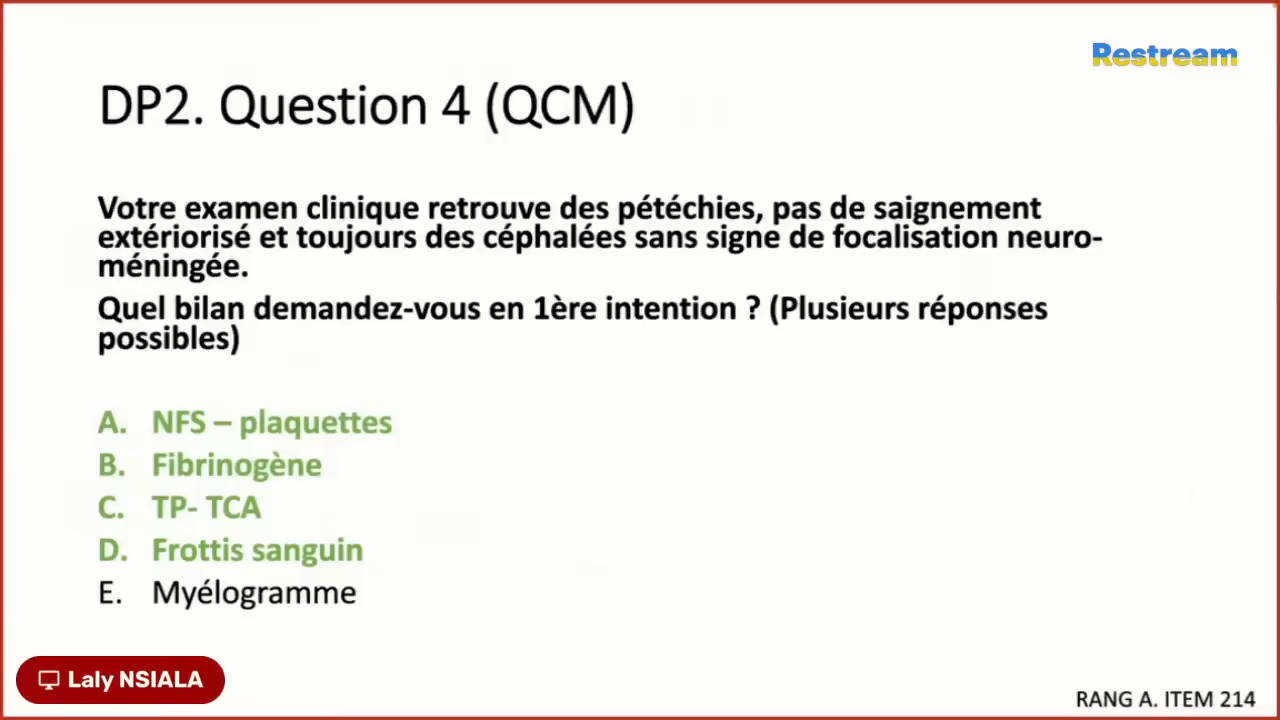 Restream
DP2. Question 4 (QCM)
Votre examen clinique retrouve des pétéchies, pas de saignement
extériorisé et toujours des céphalées sans signe de focalisation neuro-
méningée.
Quel bilan demandez-vous en 1ère intention ? (Plusieurs réponses
possibles)
A. NFS – plaquettes
B. Fibrinogène
C. TP- TCA
D. Frottis sanguin
E. Myélogramme
Laly NSIALA
RANG A. ITEM 214